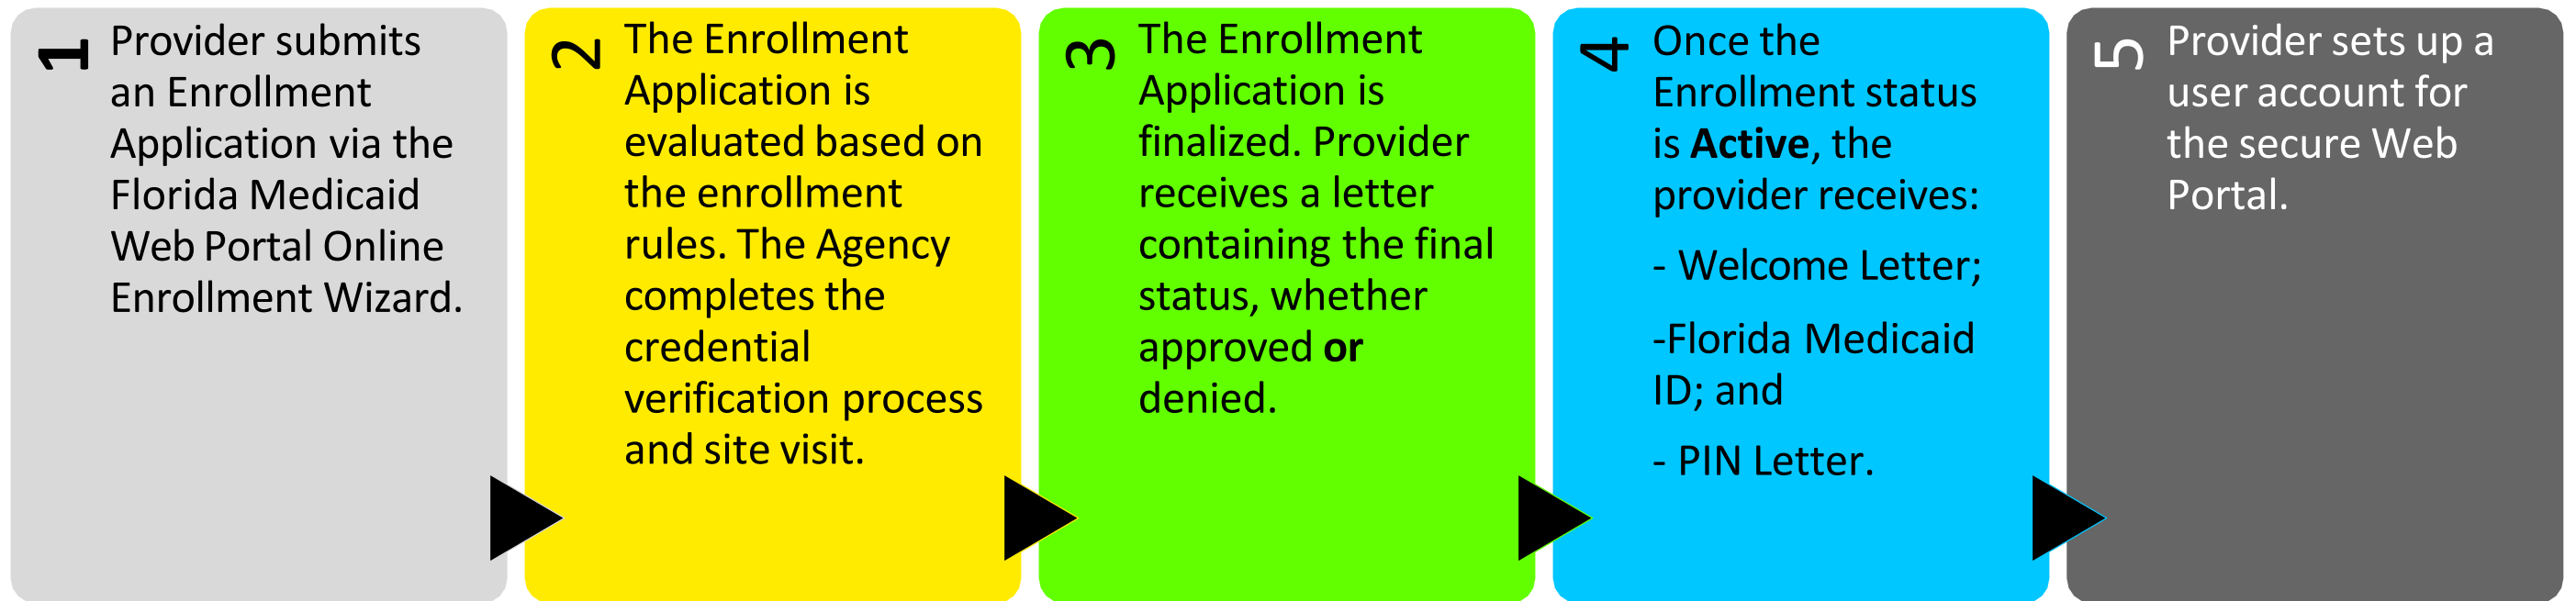 1
Provider submits
an Enrollment
Application via the
Florida Medicaid
Web Portal Online
Enrollment Wizard.
2
The Enrollment
Application is
evaluated based on
the enrollment
rules. The Agency
completes the
credential
verification process
and site visit.
3
The Enrollment
Application is
finalized. Provider
receives a letter
containing the final
status, whether
approved or
denied.
4
Once the
Enrollment status
is Active, the
provider receives:
- Welcome Letter;
-Florida Medicaid
ID; and
- PIN Letter.
5
Provider sets up a
user account for
the secure Web
Portal.